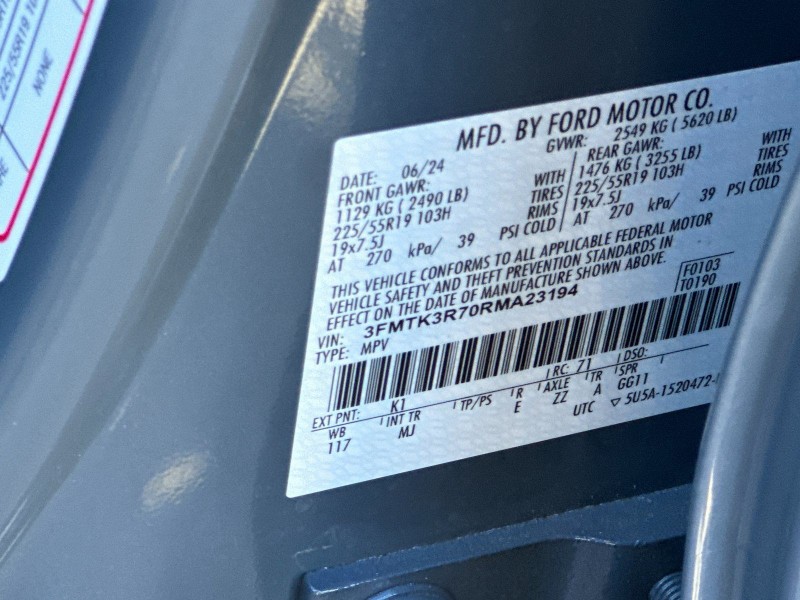 225/55R19 10
NONE
MFD. BY FORD MOTOR CO.
DATE: 06/24 GVWR: 2549 KG ( 5620 LB)
FRONT GAWR: REAR GAWR:
1129 KG ( 2490 LB) WITH 1476 KG ( 3255 LB) WITH
225/55R19 103H TIRES 225/55R19 103H TIRES
19x7.5J RIMS 19x7.5J RIMS
AT 270 kPa/ 39 PSI COLD AT 270 kPa/ 39 PSI COLD
THIS VEHICLE CONFORMS TO ALL APPLICABLE FEDERAL MOTOR
VEHICLE SAFETY AND THEFT PREVENTION STANDARDS IN
EFFECT ON THE DATE OF MANUFACTURE SHOWN ABOVE.
VIN: 3FMTK3R70RMA23194 F0103
TYPE: MPV T0190
EXT PNT: K1 RC: 71 DSO:
WB INT TR TP/PS R AXLE TR SPR
117 MJ E ZZ A GG11
UTC ▽ 5U5A-1520472-